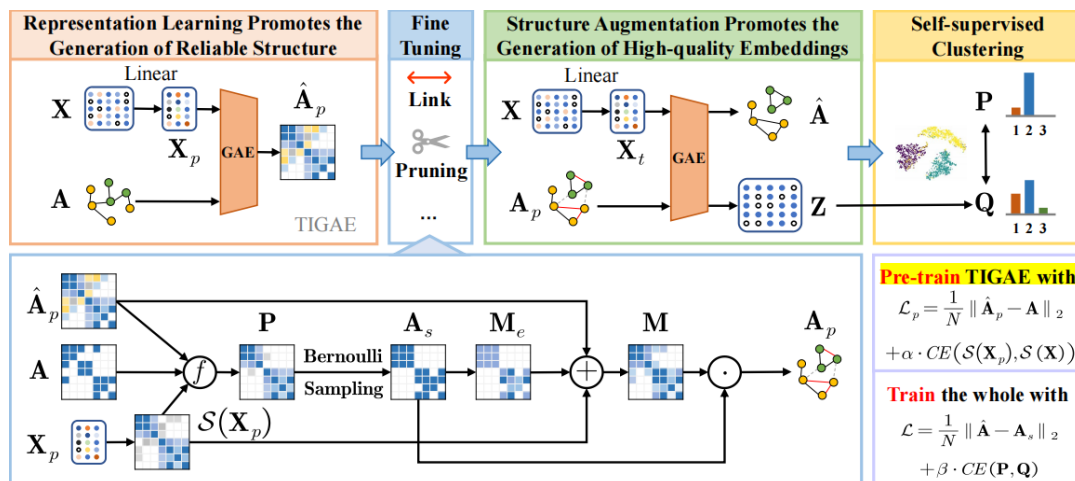 Representation Learning Promotes the
Generation of Reliable Structure
Linear
X
X_p
GAE
Â_p
A
TIGAE
Fine
Tuning
Link
Pruning
...
Structure Augmentation Promotes the
Generation of High-quality Embeddings
Linear
X
X_t
GAE
Â
A_p
Z
Self-supervised
Clustering
P
1 2 3
Q
1 2 3
Â_p
A
X_p
f
S(X_p)
P
Bernoulli
Sampling
A_s
M_e
+
M
·
A_p
Pre-train TIGAE with
L_p = 1/N ‖ Â_p − A ‖_2
+α · CE(S(X_p), S(X))
Train the whole with
L = 1/N ‖ Â − A_s ‖_2
+β · CE(P, Q)